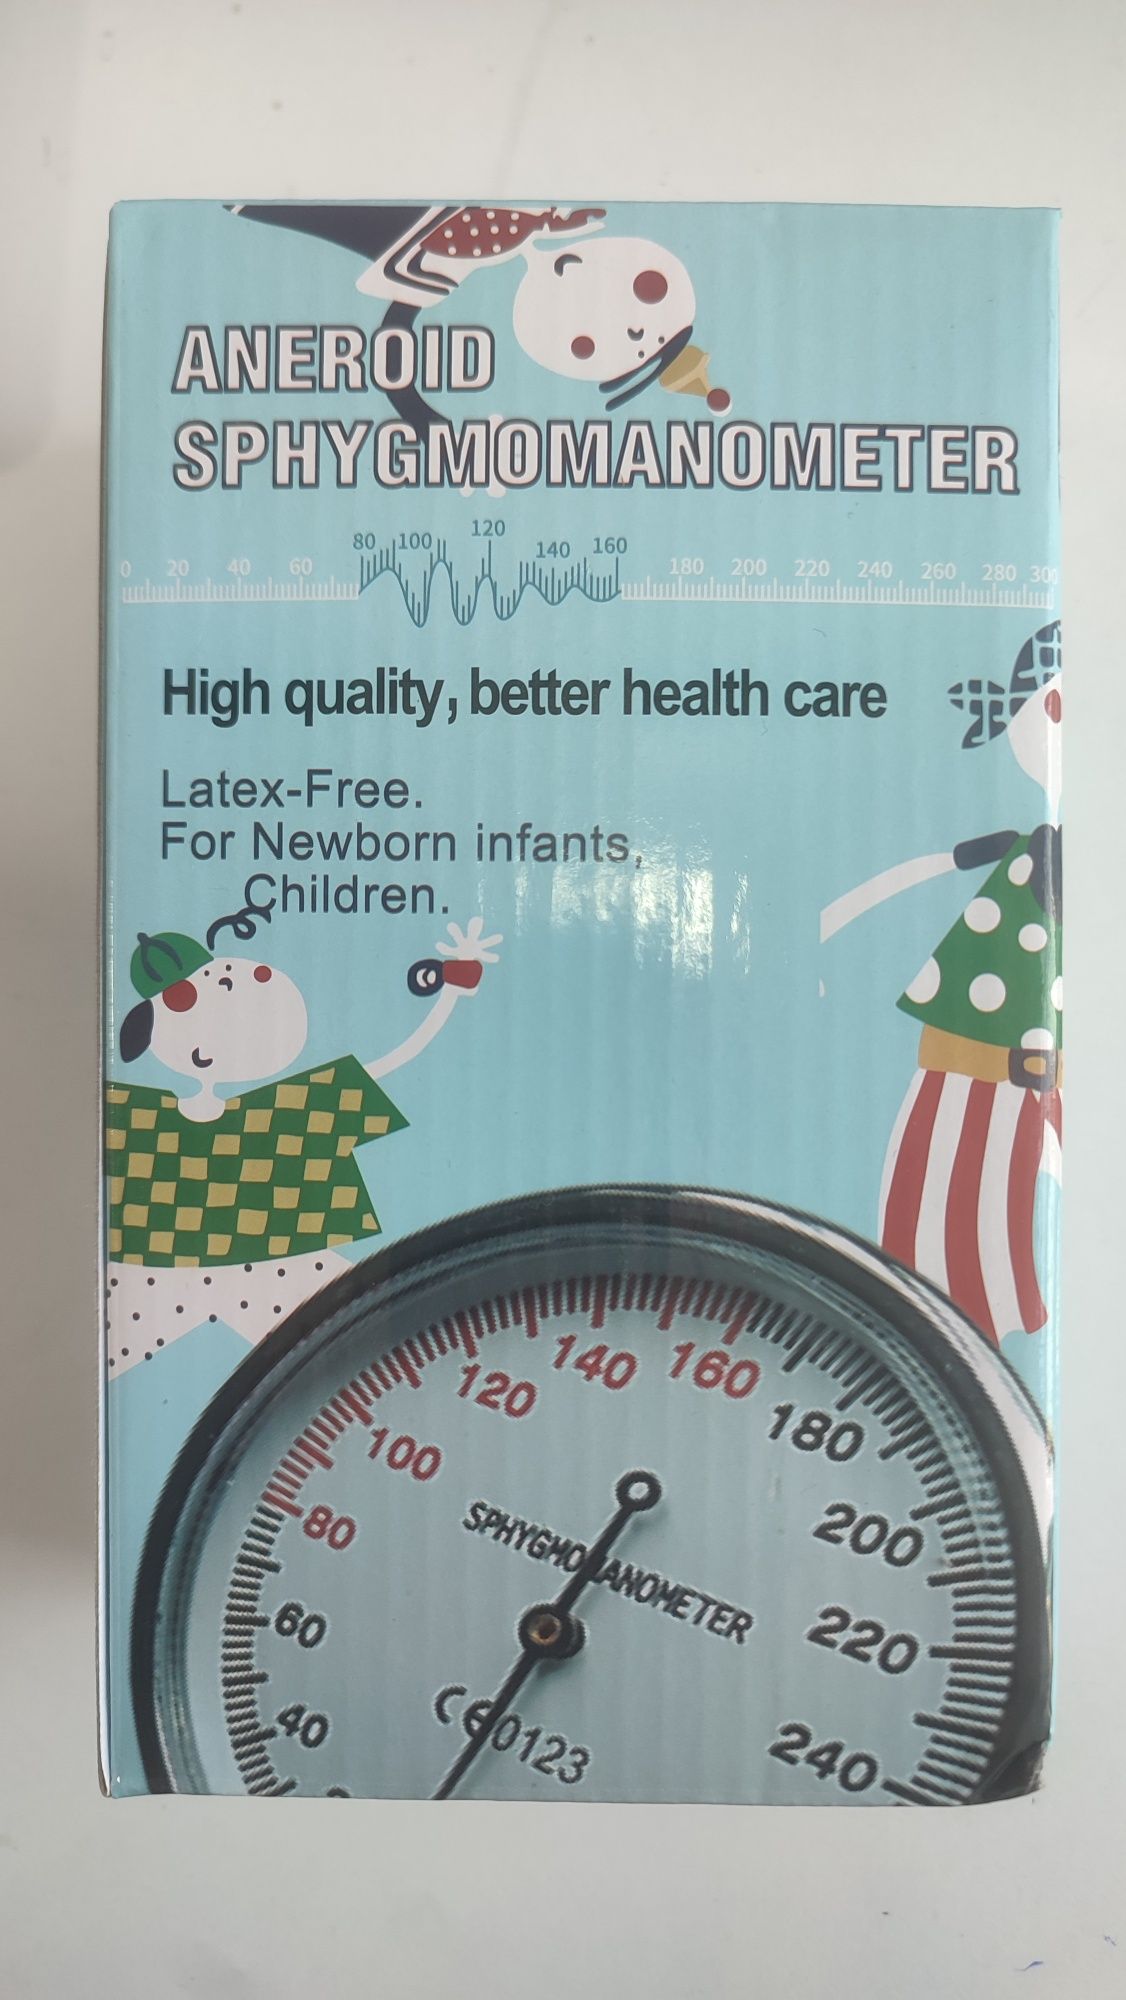 ANEROID
SPHYGMOMANOMETER
0 20 40 60 80 100 120 140 160 180 200 220 240 260 280 300
High quality, better health care
Latex-Free.
For Newborn infants,
Children.
40 60 80 100 120 140 160 180 200 220 240
SPHYGMOMANOMETER
CE0123